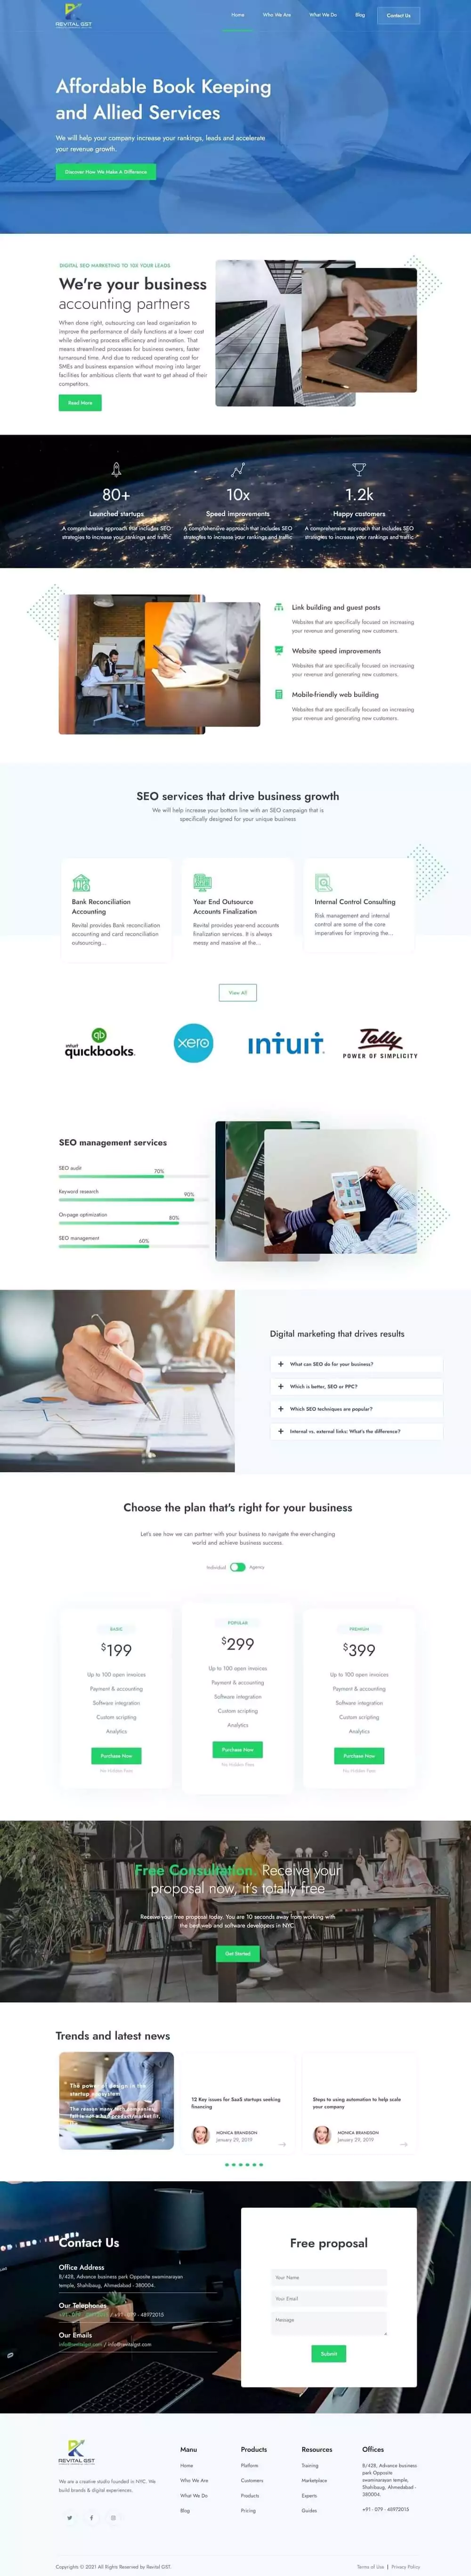 REVITAL GST
Home
Who We Are
What We Do
Blog
Contact Us
Affordable Book Keeping
and Allied Services
We will help your company increase your rankings, leads and accelerate
your revenue growth.
Discover How We Make A Difference
DIGITAL SEO MARKETING TO 10X YOUR LEADS
We're your business
accounting partners
When done right, outsourcing can lead organization to
improve the performance of daily functions at a lower cost
while delivering process efficiency and innovation. That
means streamlined processes for business owners, faster
turnaround time. And due to reduced operating cost for
SMEs and business expansion without moving into larger
facilities for ambitious clients that want to get ahead of their
competitors.
Read More
80+
Launched startups
A comprehensive approach that includes SEO
strategies to increase your rankings and traffic
10x
Speed improvements
A comprehensive approach that includes SEO
strategies to increase your rankings and traffic
1.2k
Happy customers
A comprehensive approach that includes SEO
strategies to increase your rankings and traffic
Link building and guest posts
Websites that are specifically focused on increasing
your revenue and generating new customers.
Website speed improvements
Websites that are specifically focused on increasing
your revenue and generating new customers.
Mobile-friendly web building
Websites that are specifically focused on increasing
your revenue and generating new customers.
SEO services that drive business growth
We will help increase your bottom line with an SEO campaign that is
specifically designed for your unique business
Bank Reconciliation
Accounting
Revital provides Bank reconciliation
accounting and card reconciliation
outsourcing...
Year End Outsource
Accounts Finalization
Revital provides year-end accounts
finalization services. It is always
messy and massive at the...
Internal Control Consulting
Risk management and internal
control are some of the core
imperatives for improving the...
View All
intuit
quickbooks.
xero
intuit
Tally
POWER OF SIMPLICITY
SEO management services
SEO audit
70%
Keyword research
90%
On-page optimization
80%
SEO management
60%
Digital marketing that drives results
What can SEO do for your business?
Which is better, SEO or PPC?
Which SEO techniques are popular?
Internal vs. external links: What's the difference?
Choose the plan that's right for your business
Let's see how we can partner with your business to navigate the ever-changing
world and achieve business success.
Individual
Agency
BASIC
$199
Up to 100 open invoices
Payment & accounting
Software integration
Custom scripting
Analytics
Purchase Now
No Hidden Fees
POPULAR
$299
Up to 100 open invoices
Payment & accounting
Software integration
Custom scripting
Analytics
Purchase Now
No Hidden Fees
PREMIUM
$399
Up to 100 open invoices
Payment & accounting
Software integration
Custom scripting
Analytics
Purchase Now
No Hidden Fees
Free Consultation. Receive your
proposal now, it's totally free
Receive your free proposal today. You are 10 seconds away from working with
the best web and software developers in NYC.
Get Started
Trends and latest news
The power of design in the
startup ecosystem
The reason many tech companies
fail is not a bad product/market fit,
12 Key issues for SaaS startups seeking
financing
MONICA BRANDSON
January 29, 2019
Steps to using automation to help scale
your company
MONICA BRANDSON
January 29, 2019
Contact Us
Office Address
B/428, Advance business park Opposite swaminarayan
temple, Shahibaug, Ahmedabad - 380004.
Our Telephones
/ +91 - 079 - 48972015
Our Emails
info@revitalgst.com / info@revitalgst.com
Free proposal
Your Name
Your Email
Message
Submit
REVITAL GST
We are a creative studio founded in NYC. We
build brands & digital experiences.
Manu
Home
Who We Are
What We Do
Blog
Products
Platform
Customers
Products
Pricing
Resources
Training
Marketplace
Experts
Guides
Offices
B/428, Advance business
park Opposite
swaminarayan temple,
Shahibaug, Ahmedabad -
380004.
+91 - 079 - 48972015
Copyrights © 2021 All Rights Reserved by Revital GST.
Terms of Use | Privacy Policy